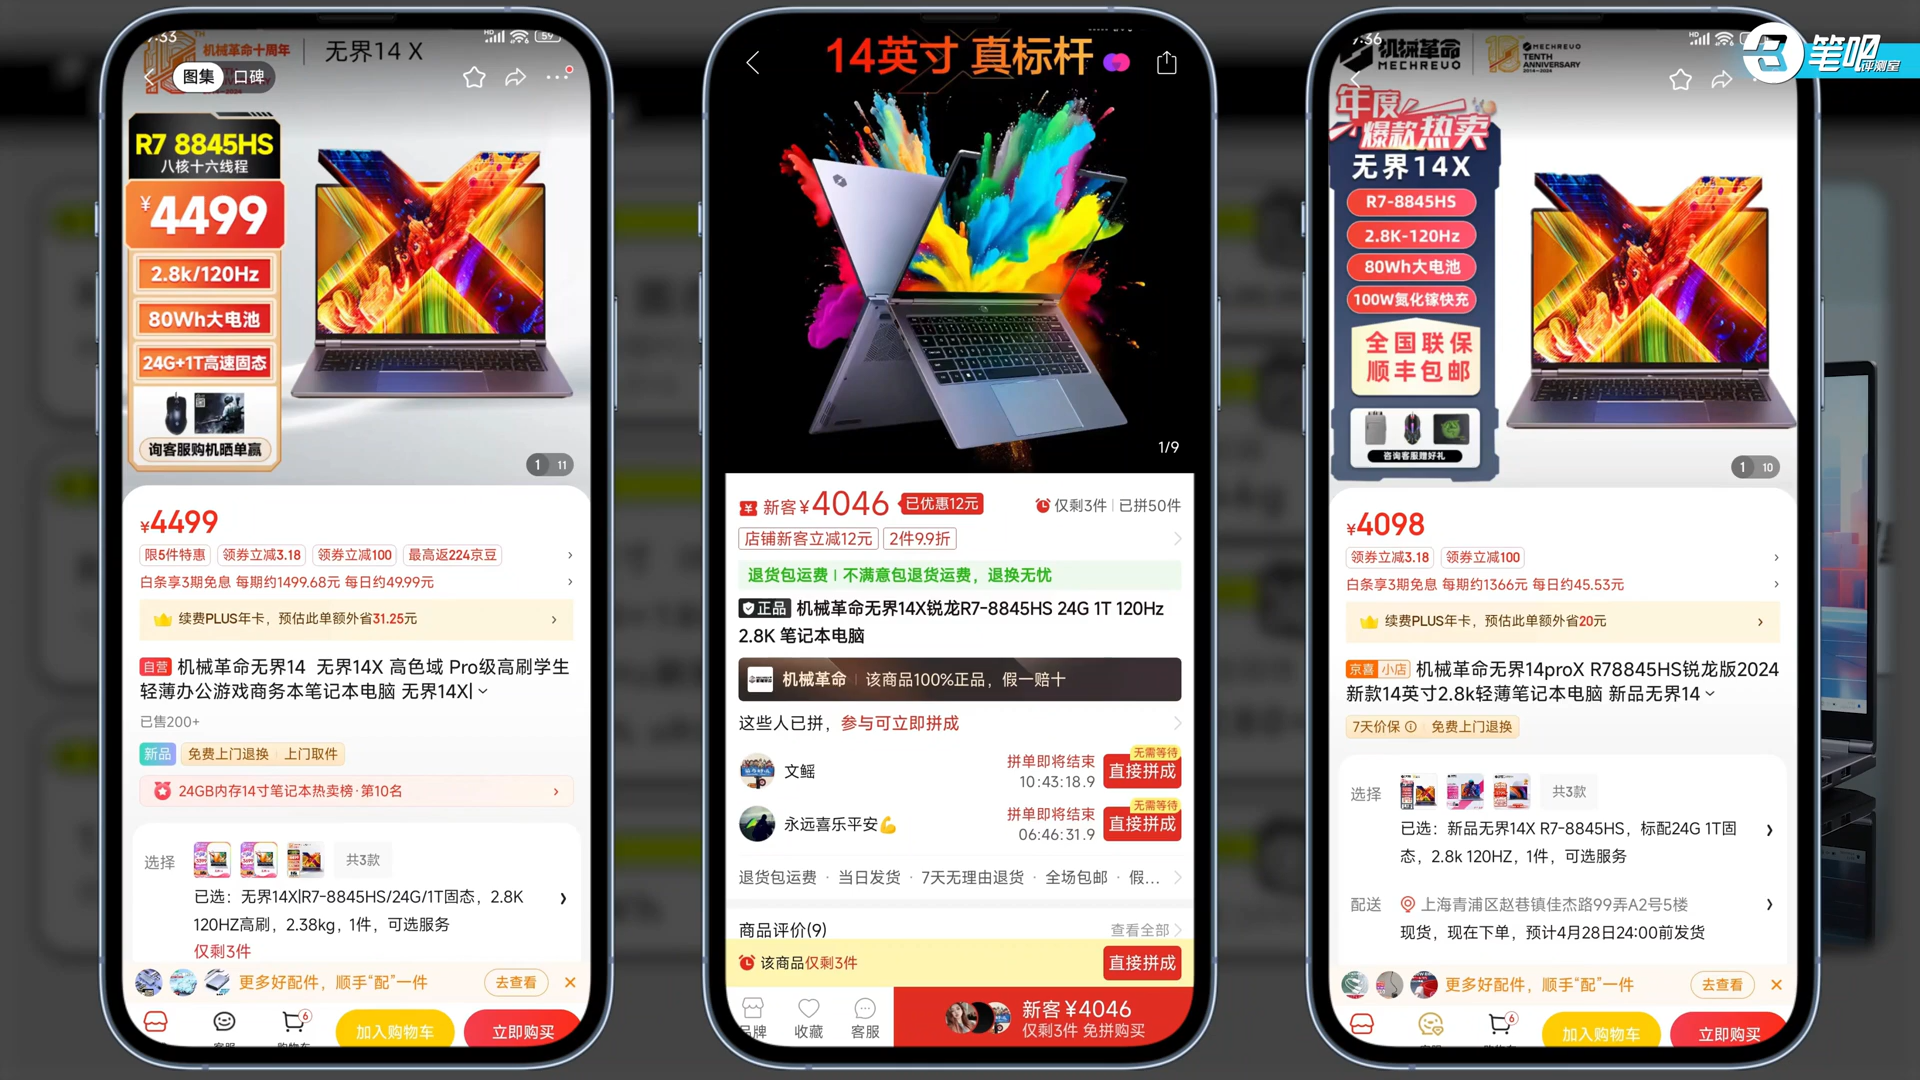 7:33
HD
59
机械革命十周年
无界14 X
图集
口碑
R7 8845HS
八核十六线程
¥4499
2.8k/120Hz
80Wh大电池
24G+1T高速固态
询客服购机晒单赢
1 11
¥4499
限5件特惠
领券立减3.18
领券立减100
最高返224京豆
白条享3期免息 每期约1499.68元 每日约49.99元
续费PLUS年卡，预估此单额外省31.25元
自营 机械革命无界14 无界14X 高色域 Pro级高刷学生
轻薄办公游戏商务本笔记本电脑 无界14X|
已售200+
新品
免费上门退换
上门取件
24GB内存14寸笔记本热卖榜·第10名
选择
共3款
已选：无界14X|R7-8845HS/24G/1T固态，2.8K
120HZ高刷，2.38kg，1件，可选服务
仅剩3件
更多好配件，顺手“配”一件
去查看
6
加入购物车
立即购买
14英寸 真标杆
1/9
新客¥4046
已优惠12元
仅剩3件
已拼50件
店铺新客立减12元
2件9.9折
退货包运费 | 不满意包退货运费，退换无忧
正品 机械革命无界14X锐龙R7-8845HS 24G 1T 120Hz
2.8K 笔记本电脑
机械革命 | 该商品100%正品，假一赔十
这些人已拼，参与可立即拼成
文鳐
拼单即将结束
10:43:18.9
无需等待
直接拼成
永远喜乐平安💪
拼单即将结束
06:46:31.9
无需等待
直接拼成
退货包运费 · 当日发货 · 7天无理由退货 · 全场包邮 · 假…
商品评价(9)
查看全部
该商品仅剩3件
直接拼成
品牌
收藏
客服
新客¥4046
仅剩3件 免拼购买
7:36
HD
机械革命
MECHREVO
MECHREVO
TENTH
ANNIVERSARY
年度
爆款热卖
无界14X
R7-8845HS
2.8K-120Hz
80Wh大电池
100W氮化镓快充
全国联保
顺丰包邮
咨询客服赠好礼
1 10
¥4098
领券立减3.18
领券立减100
白条享3期免息 每期约1366元 每日约45.53元
续费PLUS年卡，预估此单额外省20元
京喜 小店 机械革命无界14proX R78845HS锐龙版2024
新款14英寸2.8k轻薄笔记本电脑 新品无界14
7天价保
免费上门退换
选择
共3款
已选：新品无界14X R7-8845HS，标配24G 1T固
态，2.8k 120HZ，1件，可选服务
配送
上海青浦区赵巷镇佳杰路99弄A2号5楼
现货，现在下单，预计4月28日24:00前发货
更多好配件，顺手“配”一件
去查看
6
加入购物车
立即购买
笔吧
评测室